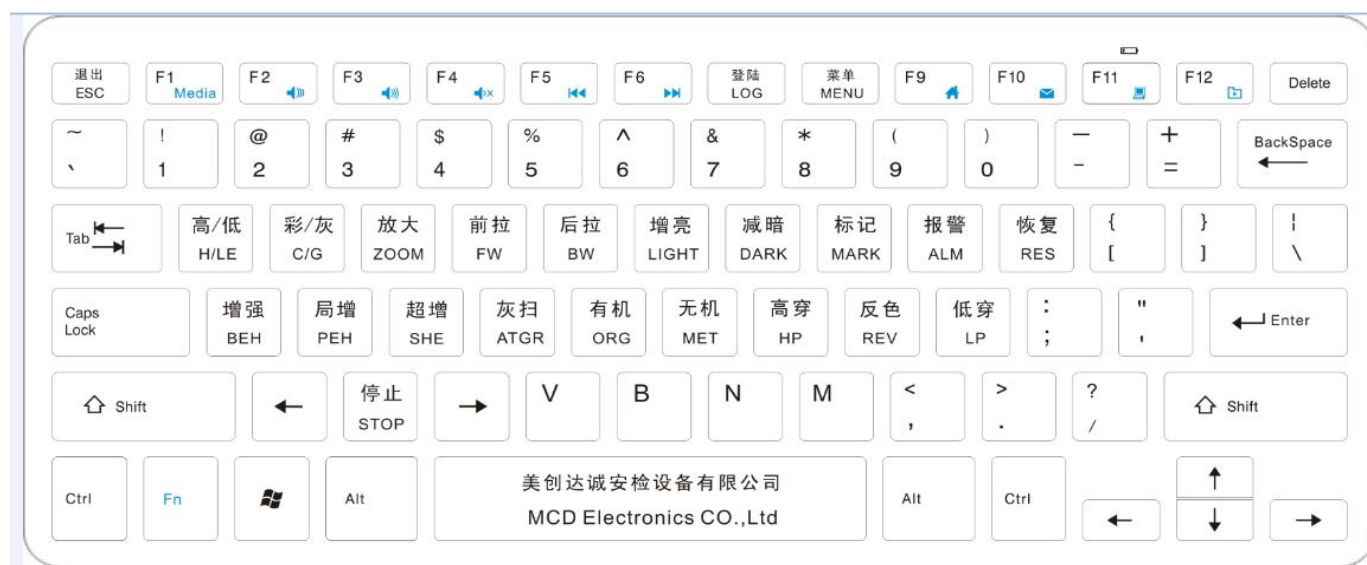 退出 ESC
F1 Media
F2
F3
F4
F5
F6
登陆 LOG
菜单 MENU
F9
F10
F11
F12
Delete
~ `
! 1
@ 2
# 3
$ 4
% 5
^ 6
& 7
* 8
( 9
) 0
— -
+ =
BackSpace
Tab
高/低 H/LE
彩/灰 C/G
放大 ZOOM
前拉 FW
后拉 BW
增亮 LIGHT
减暗 DARK
标记 MARK
报警 ALM
恢复 RES
{ [
} ]
¦ \
Caps Lock
增强 BEH
局增 PEH
超增 SHE
灰扫 ATGR
有机 ORG
无机 MET
高穿 HP
反色 REV
低穿 LP
: ;
" '
Enter
Shift
←
停止 STOP
→
V
B
N
M
< ,
> .
? /
Shift
Ctrl
Fn
Alt
美创达诚安检设备有限公司
MCD Electronics CO.,Ltd
Alt
Ctrl
←
↑
↓
→